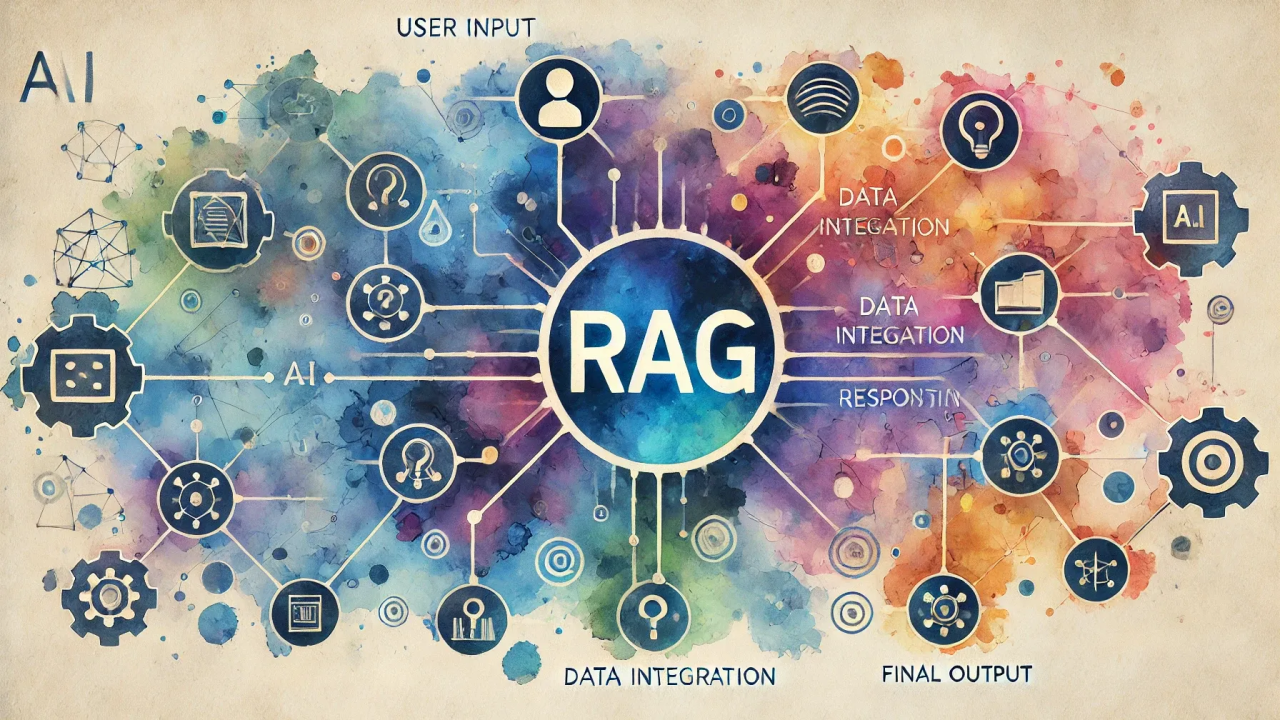 USER INPUT
AI
DATA
INTEGATION
A.I
DATA
INTEGATION
RAG
AI
RESPONTIN
DATA INTEGRATION
FINAL OUTPUT